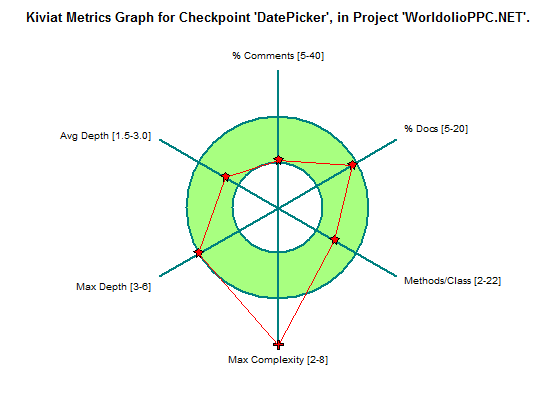 Kiviat Metrics Graph for Checkpoint 'DatePicker', in Project 'WorldolioPPC.NET'.
% Comments [5-40]
% Docs [5-20]
Avg Depth [1.5-3.0]
Methods/Class [2-22]
Max Depth [3-6]
Max Complexity [2-8]